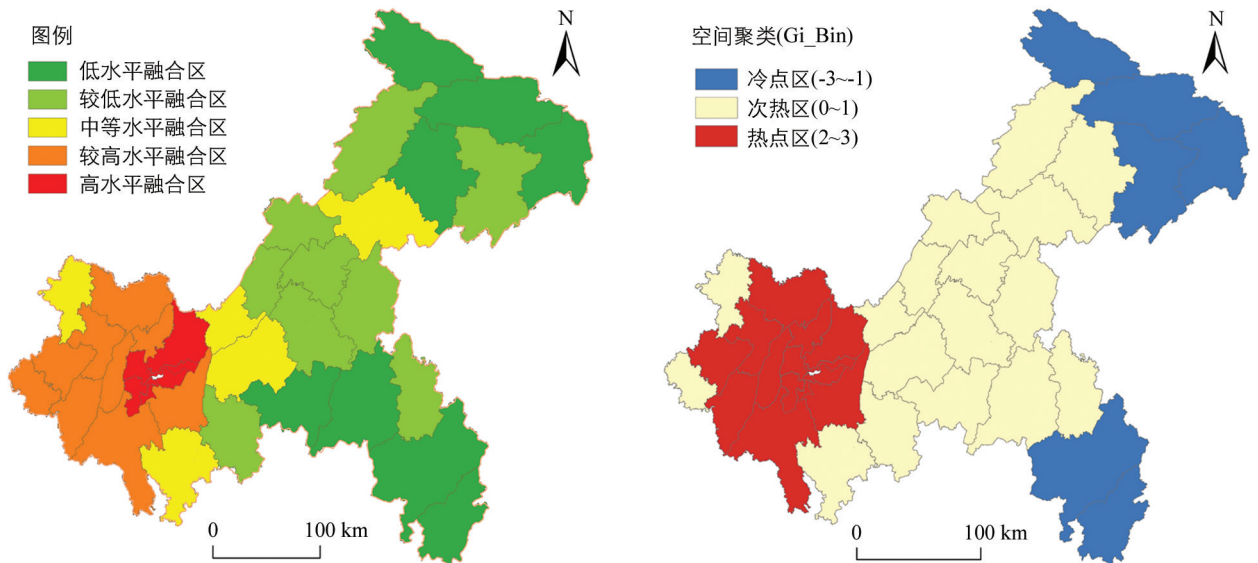 N
图例
低水平融合区
较低水平融合区
中等水平融合区
较高水平融合区
高水平融合区
0 100 km
N
空间聚类(Gi_Bin)
冷点区(-3~-1)
次热区(0~1)
热点区(2~3)
0 100 km